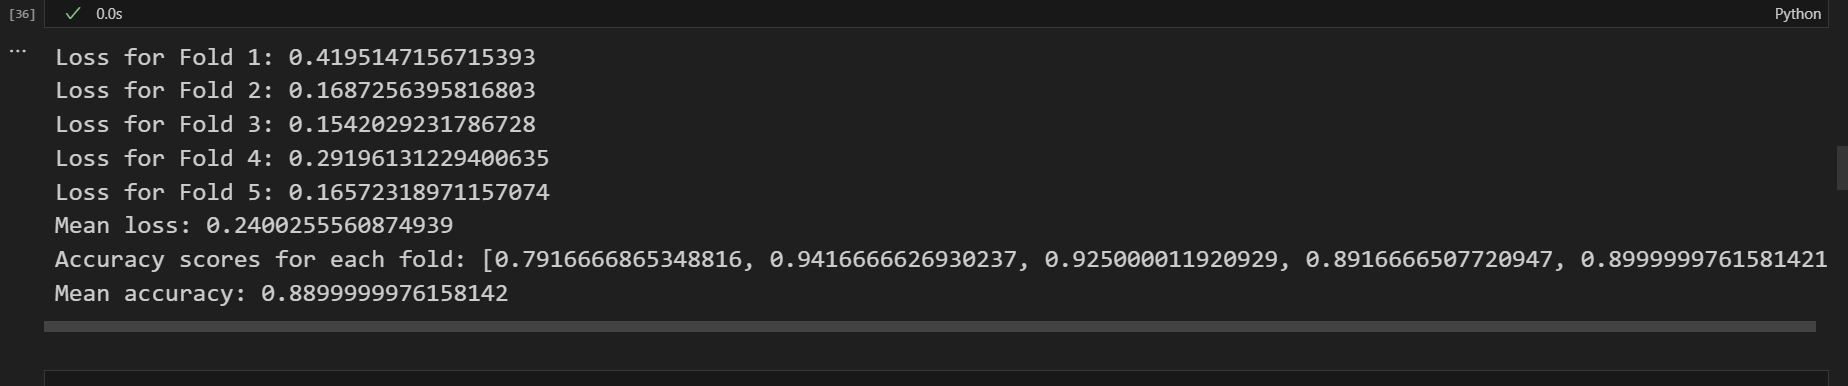 [36] ✓ 0.0s Python
...
Loss for Fold 1: 0.4195147156715393
Loss for Fold 2: 0.1687256395816803
Loss for Fold 3: 0.1542029231786728
Loss for Fold 4: 0.29196131229400635
Loss for Fold 5: 0.16572318971157074
Mean loss: 0.2400255560874939
Accuracy scores for each fold: [0.7916666865348816, 0.9416666626930237, 0.925000011920929, 0.8916666507720947, 0.8999999761581421
Mean accuracy: 0.8899999976158142